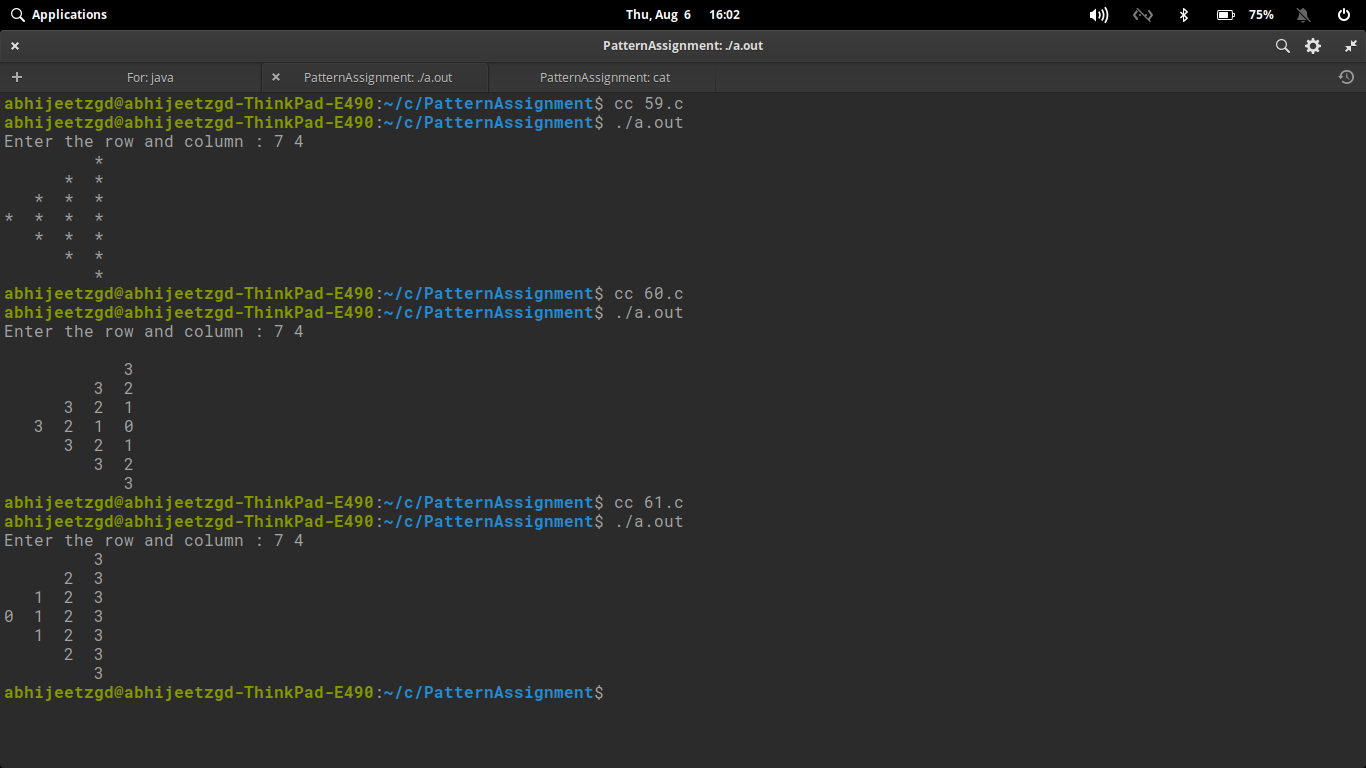 Applications Thu, Aug 6 16:02 75%
PatternAssignment: ./a.out
For: java PatternAssignment: ./a.out PatternAssignment: cat
abhijeetzgd@abhijeetzgd-ThinkPad-E490:~/c/PatternAssignment$ cc 59.c
abhijeetzgd@abhijeetzgd-ThinkPad-E490:~/c/PatternAssignment$ ./a.out
Enter the row and column : 7 4
         *
      *  *
   *  *  *
*  *  *  *
   *  *  *
      *  *
         *
abhijeetzgd@abhijeetzgd-ThinkPad-E490:~/c/PatternAssignment$ cc 60.c
abhijeetzgd@abhijeetzgd-ThinkPad-E490:~/c/PatternAssignment$ ./a.out
Enter the row and column : 7 4

            3
         3  2
      3  2  1
   3  2  1  0
      3  2  1
         3  2
            3
abhijeetzgd@abhijeetzgd-ThinkPad-E490:~/c/PatternAssignment$ cc 61.c
abhijeetzgd@abhijeetzgd-ThinkPad-E490:~/c/PatternAssignment$ ./a.out
Enter the row and column : 7 4
         3
      2  3
   1  2  3
0  1  2  3
   1  2  3
      2  3
         3
abhijeetzgd@abhijeetzgd-ThinkPad-E490:~/c/PatternAssignment$